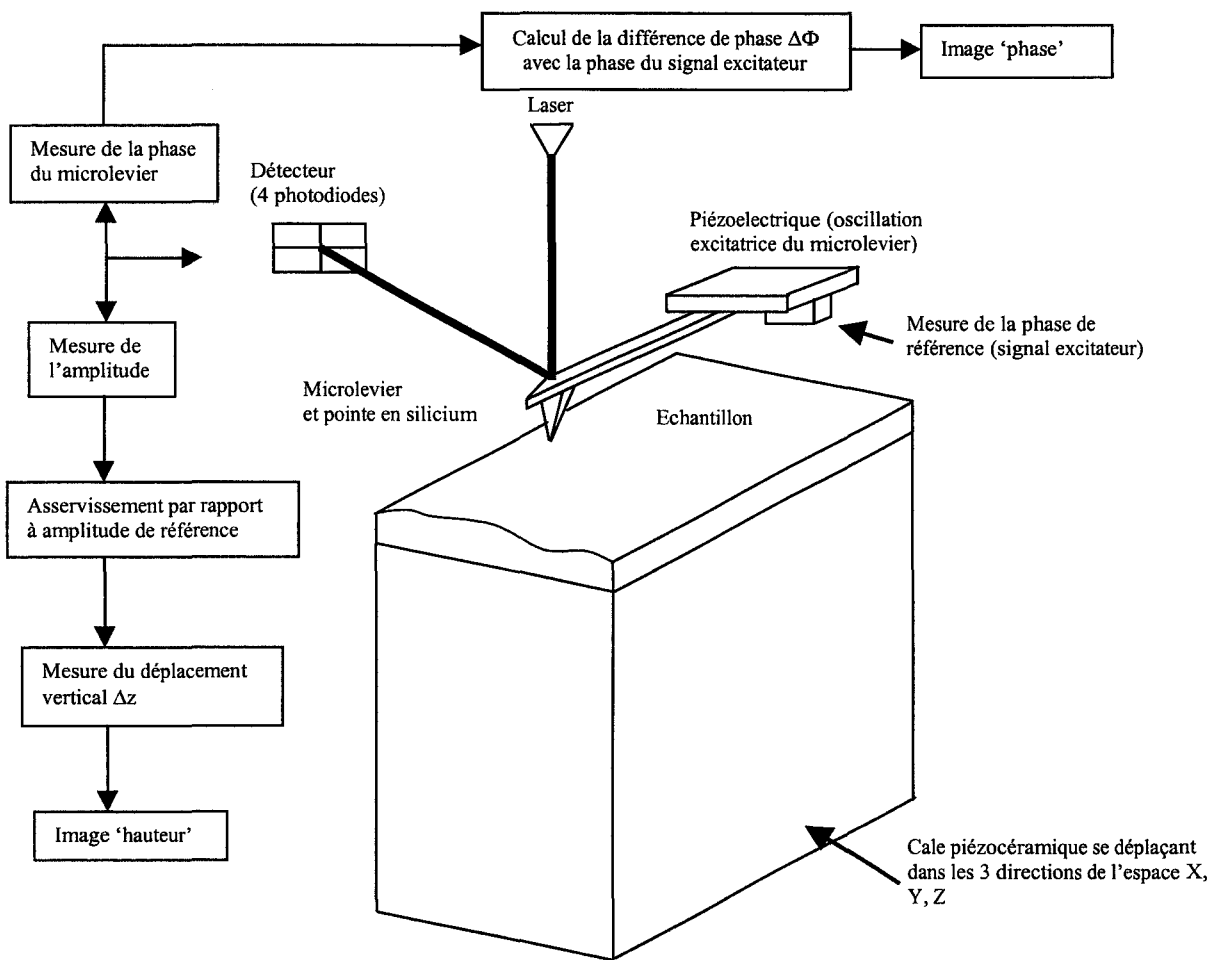 Calcul de la différence de phase ΔΦ
avec la phase du signal excitateur
Image ‘phase’
Laser
Mesure de la phase
du microlevier
Détecteur
(4 photodiodes)
Piézoelectrique (oscillation
excitatrice du microlevier)
Mesure de la phase de
référence (signal excitateur)
Mesure de
l’amplitude
Microlevier
et pointe en silicium
Echantillon
Asservissement par rapport
à amplitude de référence
Mesure du déplacement
vertical Δz
Image ‘hauteur’
Cale piézocéramique se déplaçant
dans les 3 directions de l’espace X,
Y, Z